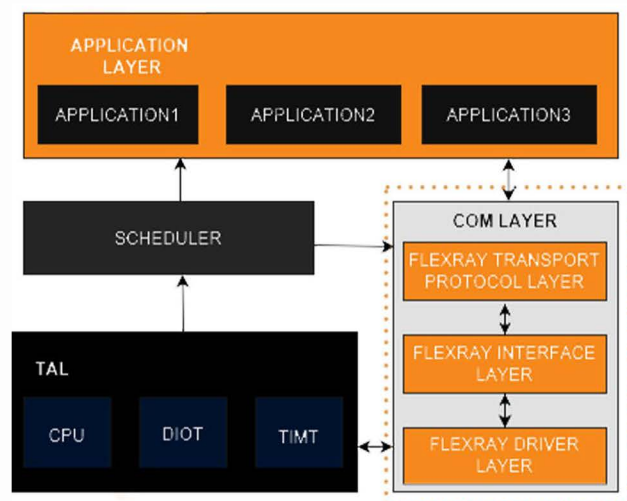 APPLICATION
LAYER
APPLICATION1
APPLICATION2
APPLICATION3
SCHEDULER
COM LAYER
FLEXRAY TRANSPORT
PROTOCOL LAYER
FLEXRAY INTERFACE
LAYER
FLEXRAY DRIVER
LAYER
TAL
CPU
DIOT
TIMT